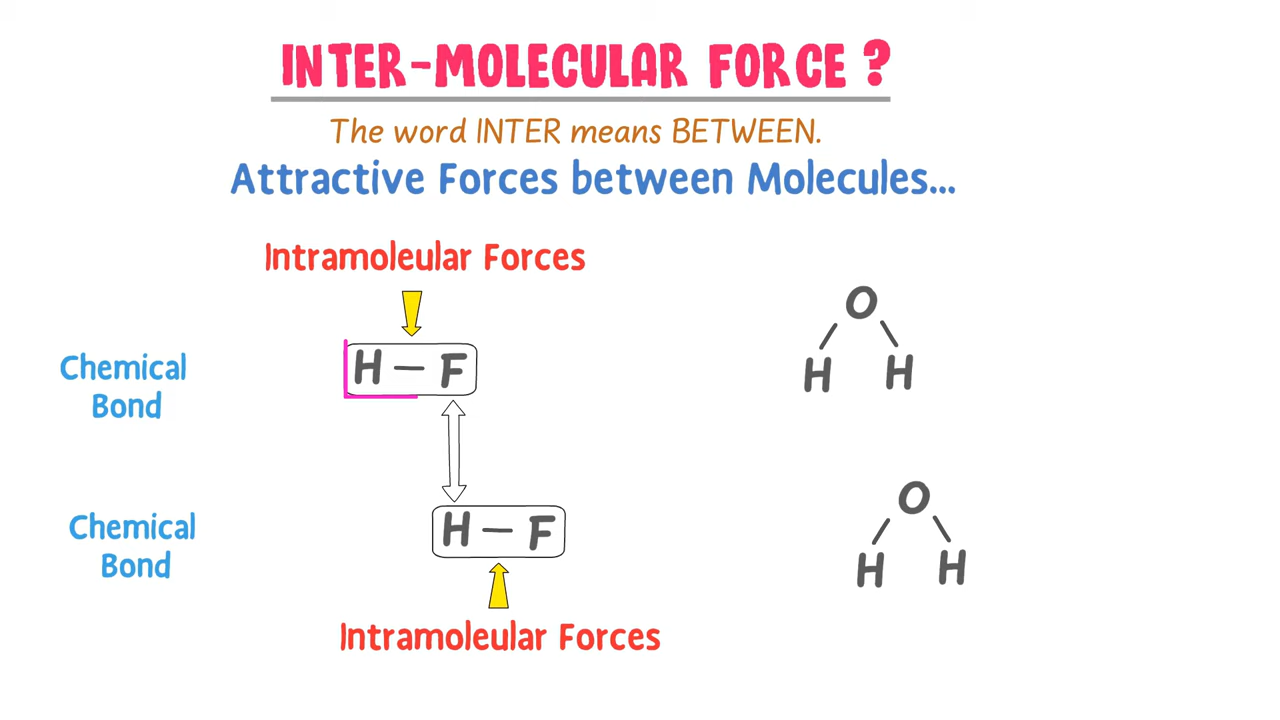 INTER-MOLECULAR FORCE ?
The word INTER means BETWEEN.
Attractive Forces between Molecules...
Intramoleular Forces
Chemical
Bond
H – F
O
H H
Chemical
Bond
H – F
O
H H
Intramoleular Forces